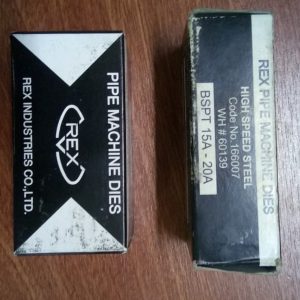 PIPE MACHINE DIES
REX
REX INDUSTRIES CO.,LTD.
REX PIPE MACHINE DIES
HIGH SPEED STEEL
Code No.166007
WH # 60139
BSPT 15A - 20A